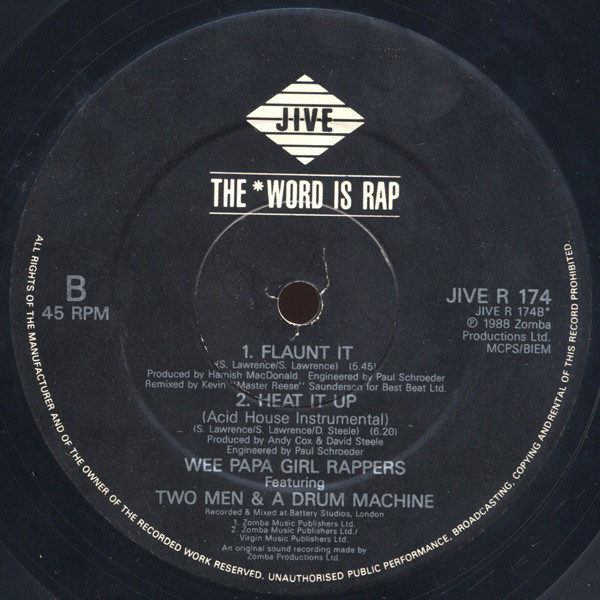 JIVE
THE *WORD IS RAP
B
45 RPM
JIVE R 174
JIVE R 174B*
℗ 1988 Zomba
Productions Ltd.
MCPS/BIEM
1. FLAUNT IT
(S. Lawrence/S. Lawrence) (5.45)
Produced by Hamish MacDonald Engineered by Paul Schroeder
Remixed by Kevin "Master Reese" Saunderson for Best Beat Ltd.
2. HEAT IT UP
(Acid House Instrumental)
(S. Lawrence/S. Lawrence/D. Steele) (6.20)
Produced by Andy Cox & David Steele
Engineered by Paul Schroeder
WEE PAPA GIRL RAPPERS
Featuring
TWO MEN & A DRUM MACHINE
Recorded & Mixed at Battery Studios, London
1. Zomba Music Publishers Ltd.
2. Zomba Music Publishers Ltd./
Virgin Music Publishers Ltd.
An original sound recording made by
Zomba Productions Ltd.
ALL RIGHTS OF THE MANUFACTURER AND OF THE OWNER OF THE RECORDED WORK RESERVED. UNAUTHORISED PUBLIC PERFORMANCE, BROADCASTING, COPYING ANDRENTAL OF THIS RECORD PROHIBITED.